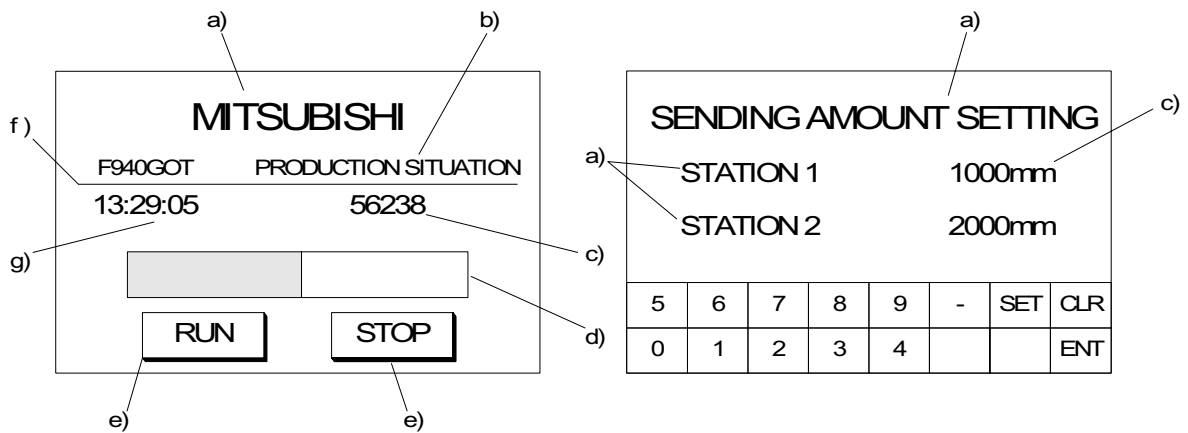 a) b) a)
MITSUBISHI
SENDING AMOUNT SETTING
c)
f )
F940GOT PRODUCTION SITUATION
a)
STATION 1 1000mm
13:29:05 56238
STATION 2 2000mm
g) c)
5 6 7 8 9 - SET CLR
RUN STOP
d)
0 1 2 3 4 ENT
e) e)